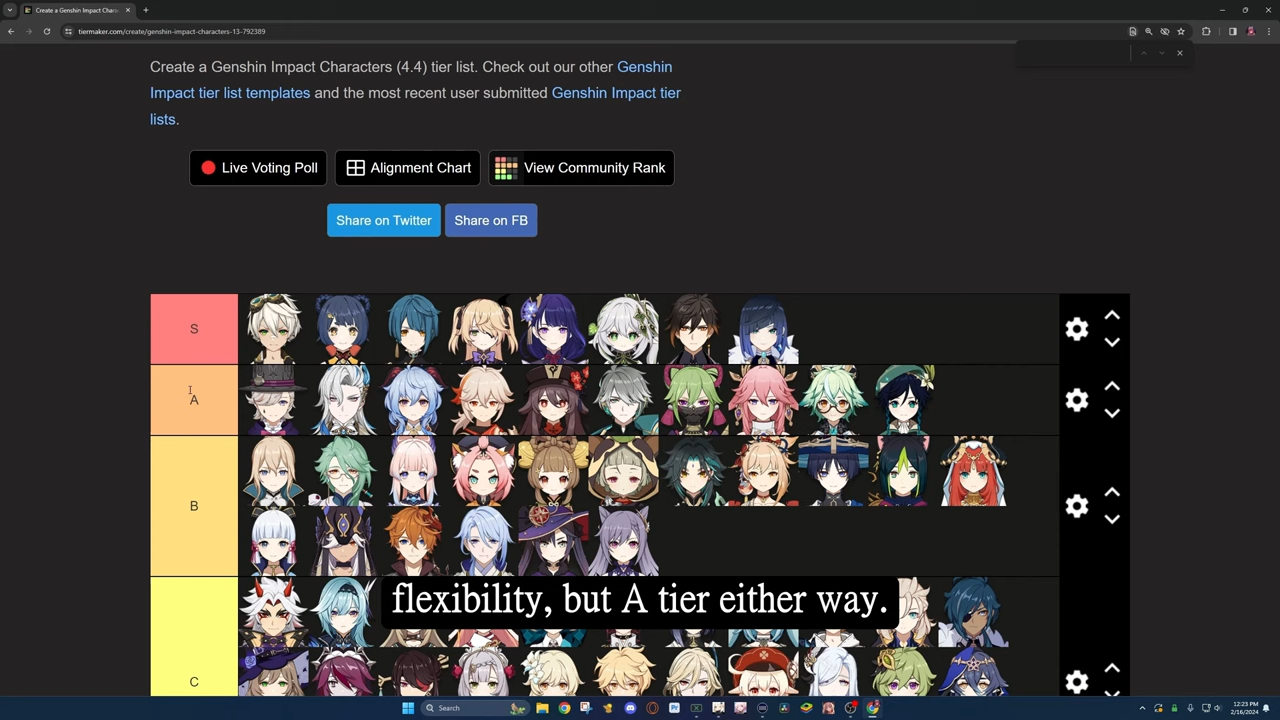 Create a Genshin Impact Chara
tiermaker.com/create/genshin-impact-characters-13-792389
Create a Genshin Impact Characters (4.4) tier list. Check out our other Genshin
Impact tier list templates and the most recent user submitted Genshin Impact tier
lists.
Live Voting Poll
Alignment Chart
View Community Rank
Share on Twitter
Share on FB
S
A
B
flexibility, but A tier either way.
C
Search
12:23 PM
2/16/2024